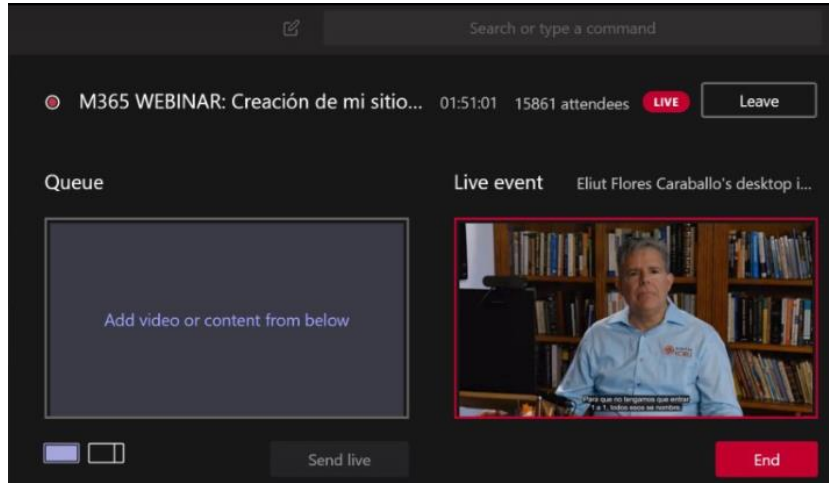 Search or type a command
M365 WEBINAR: Creación de mi sitio... 01:51:01 15861 attendees LIVE Leave
Queue
Live event Eliut Flores Caraballo's desktop i...
Add video or content from below
Para que no tengamos que entrar
1 a 1, todos esos se nombre
Send live
End